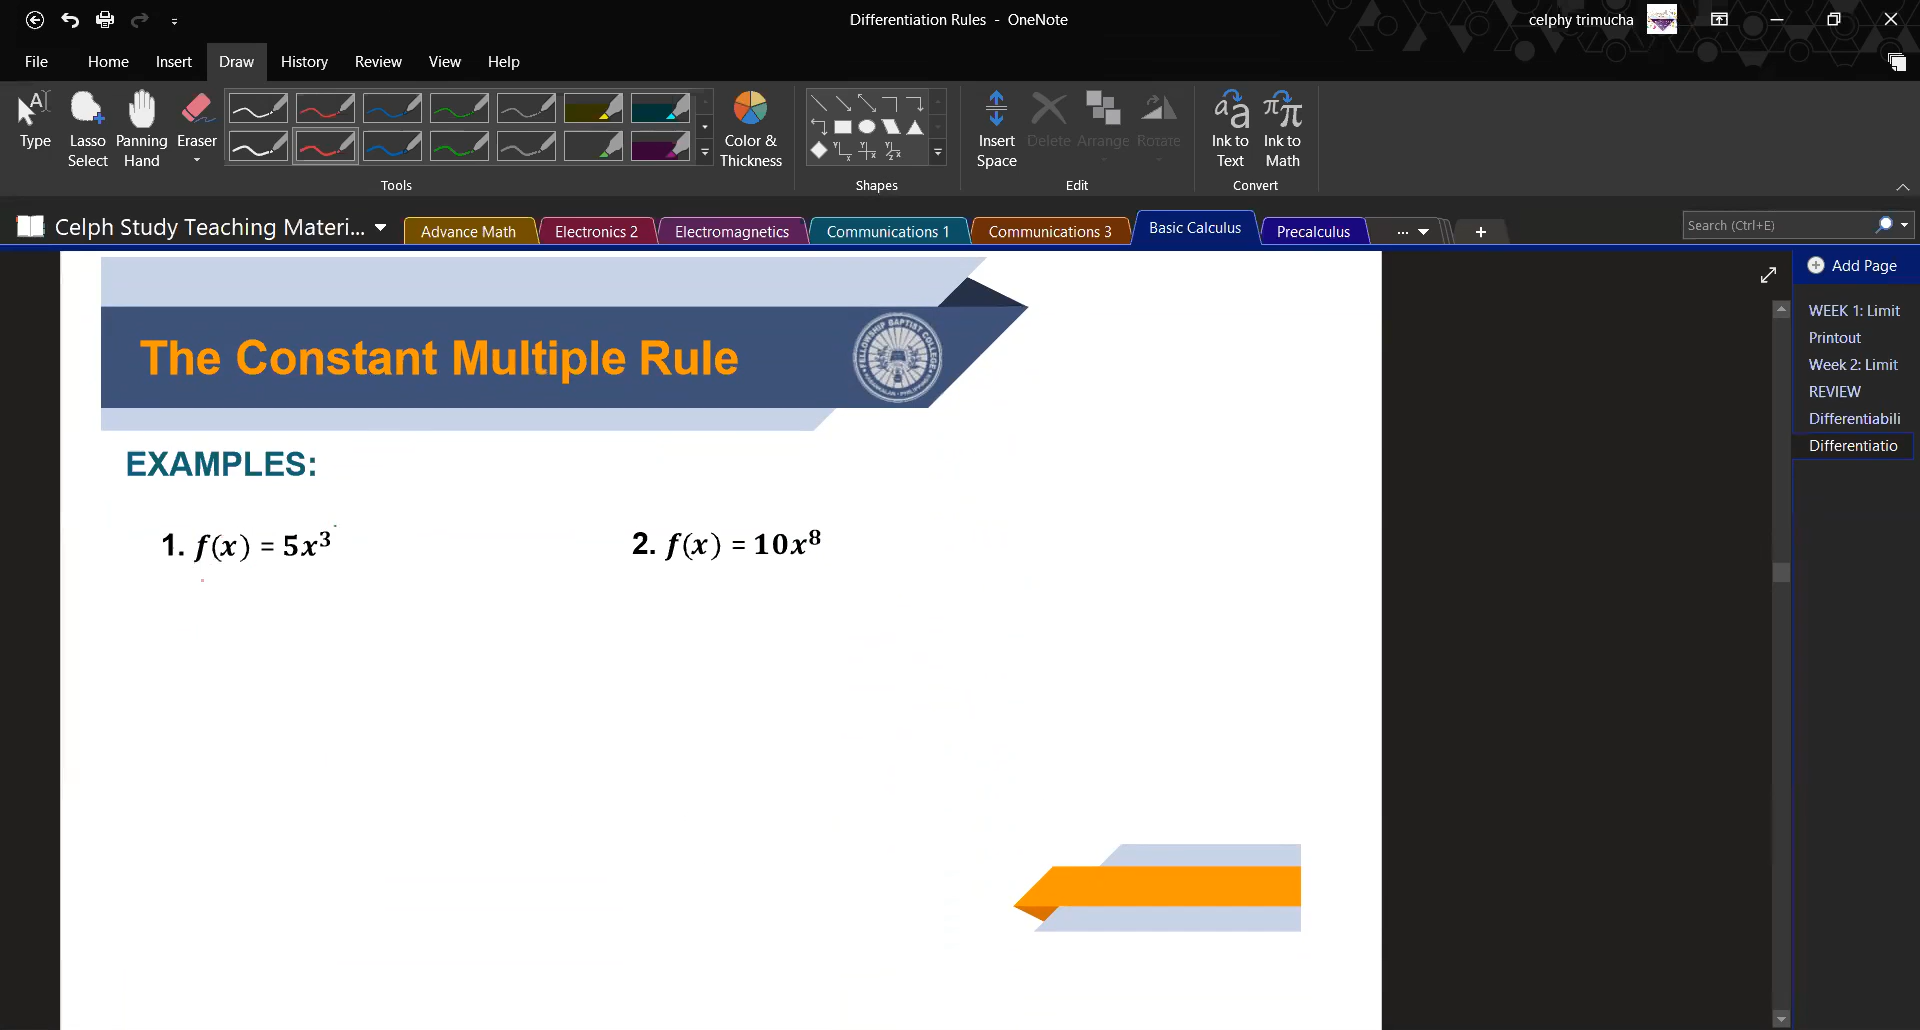 Differentiation Rules - OneNote
celphy trimucha
File Home Insert Draw History Review View Help
Type
Lasso Select
Panning Hand
Eraser
Color & Thickness
Insert Space
Delete
Arrange
Rotate
Ink to Text
Ink to Math
Tools
Shapes
Edit
Convert
Celph Study Teaching Materi...
Advance Math
Electronics 2
Electromagnetics
Communications 1
Communications 3
Basic Calculus
Precalculus
...
Search (Ctrl+E)
Add Page
WEEK 1: Limit
Printout
Week 2: Limit
REVIEW
Differentiabili
Differentiatio
The Constant Multiple Rule
FELLOWSHIP BAPTIST COLLEGE
EXAMPLES:
1. f(x) = 5x³
2. f(x) = 10x⁸